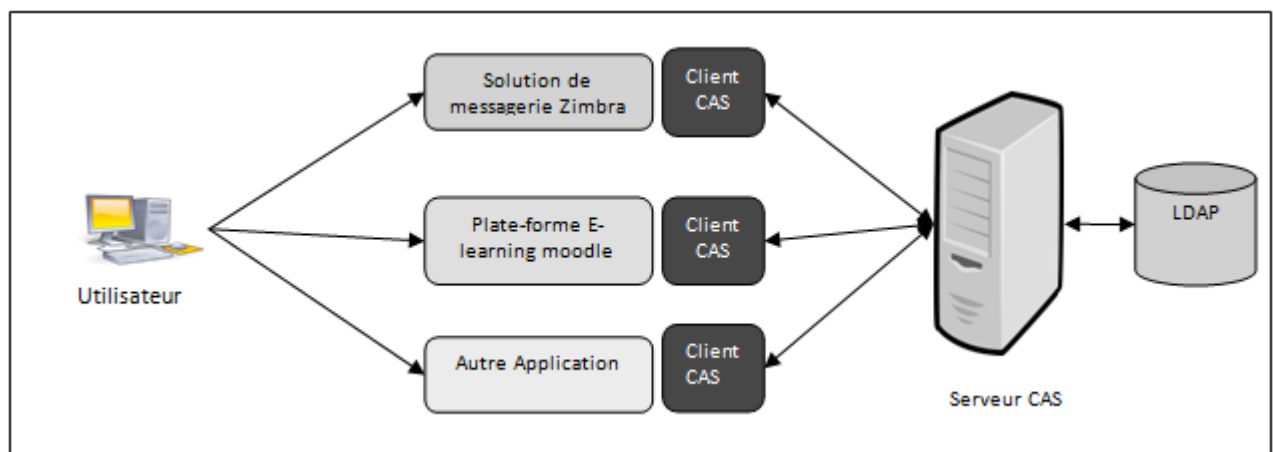 Solution de
messagerie Zimbra
Client
CAS
Plate-forme E-
learning moodle
Client
CAS
LDAP
Utilisateur
Autre Application
Client
CAS
Serveur CAS